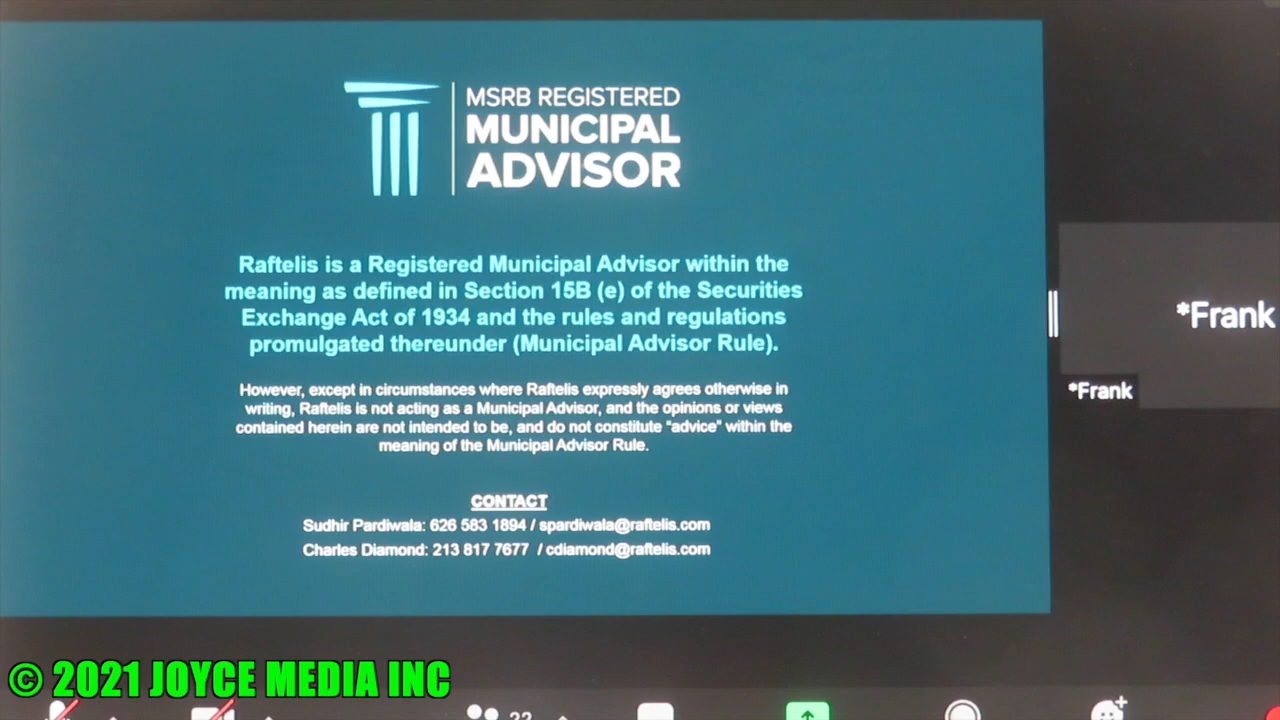 MSRB REGISTERED
MUNICIPAL
ADVISOR
Raftelis is a Registered Municipal Advisor within the
meaning as defined in Section 15B (e) of the Securities
Exchange Act of 1934 and the rules and regulations
promulgated thereunder (Municipal Advisor Rule).
However, except in circumstances where Raftelis expressly agrees otherwise in
writing, Raftelis is not acting as a Municipal Advisor, and the opinions or views
contained herein are not intended to be, and do not constitute “advice” within the
meaning of the Municipal Advisor Rule.
CONTACT
Sudhir Pardiwala: 626 583 1894 / spardiwala@raftelis.com
Charles Diamond: 213 817 7677 / cdiamond@raftelis.com
*Frank
*Frank
© 2021 JOYCE MEDIA INC